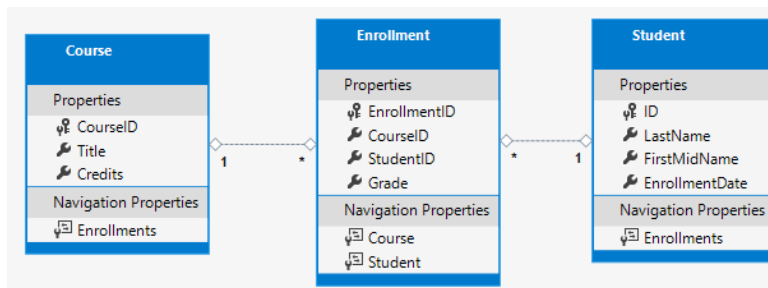 Course
Properties
CourseID
Title
Credits
Navigation Properties
Enrollments
1
*
Enrollment
Properties
EnrollmentID
CourseID
StudentID
Grade
Navigation Properties
Course
Student
*
1
Student
Properties
ID
LastName
FirstMidName
EnrollmentDate
Navigation Properties
Enrollments